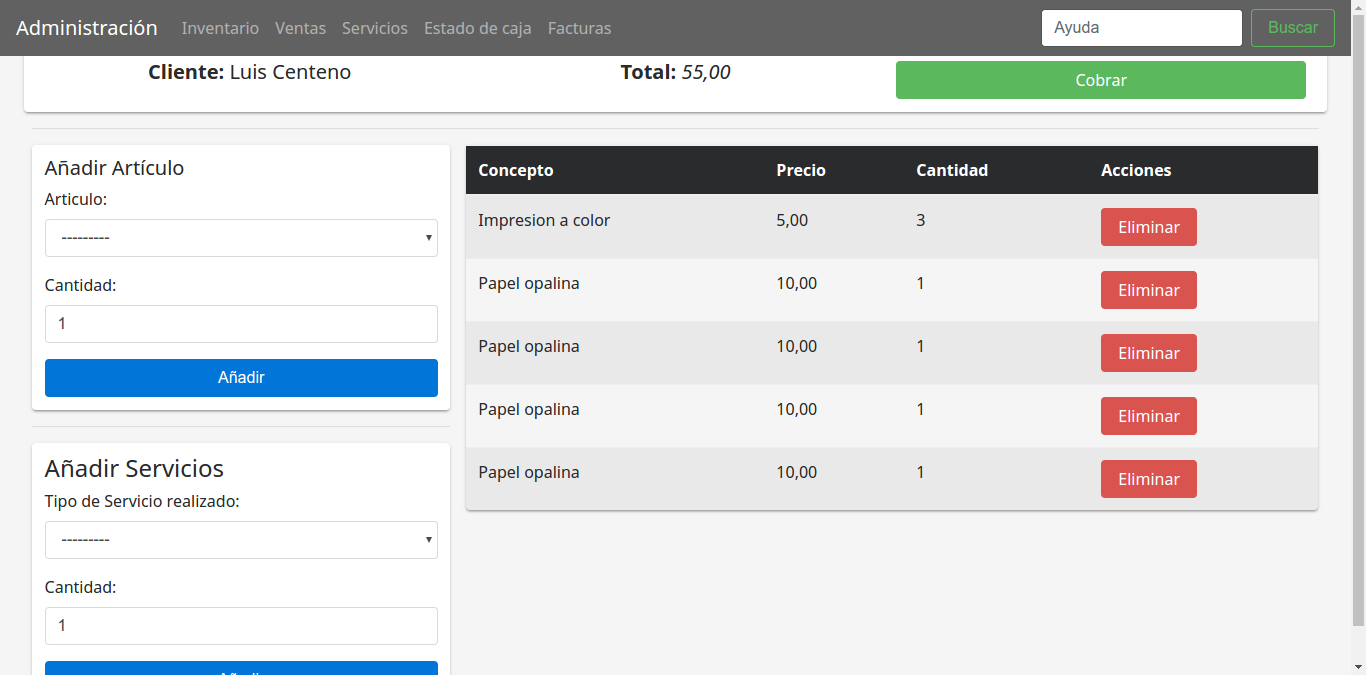 Administración Inventario Ventas Servicios Estado de caja Facturas Ayuda Buscar
Cliente: Luis Centeno Total: 55,00 Cobrar
Añadir Artículo
Articulo:
---------
Cantidad:
1
Añadir
Añadir Servicios
Tipo de Servicio realizado:
---------
Cantidad:
1
Concepto Precio Cantidad Acciones
Impresion a color 5,00 3 Eliminar
Papel opalina 10,00 1 Eliminar
Papel opalina 10,00 1 Eliminar
Papel opalina 10,00 1 Eliminar
Papel opalina 10,00 1 Eliminar